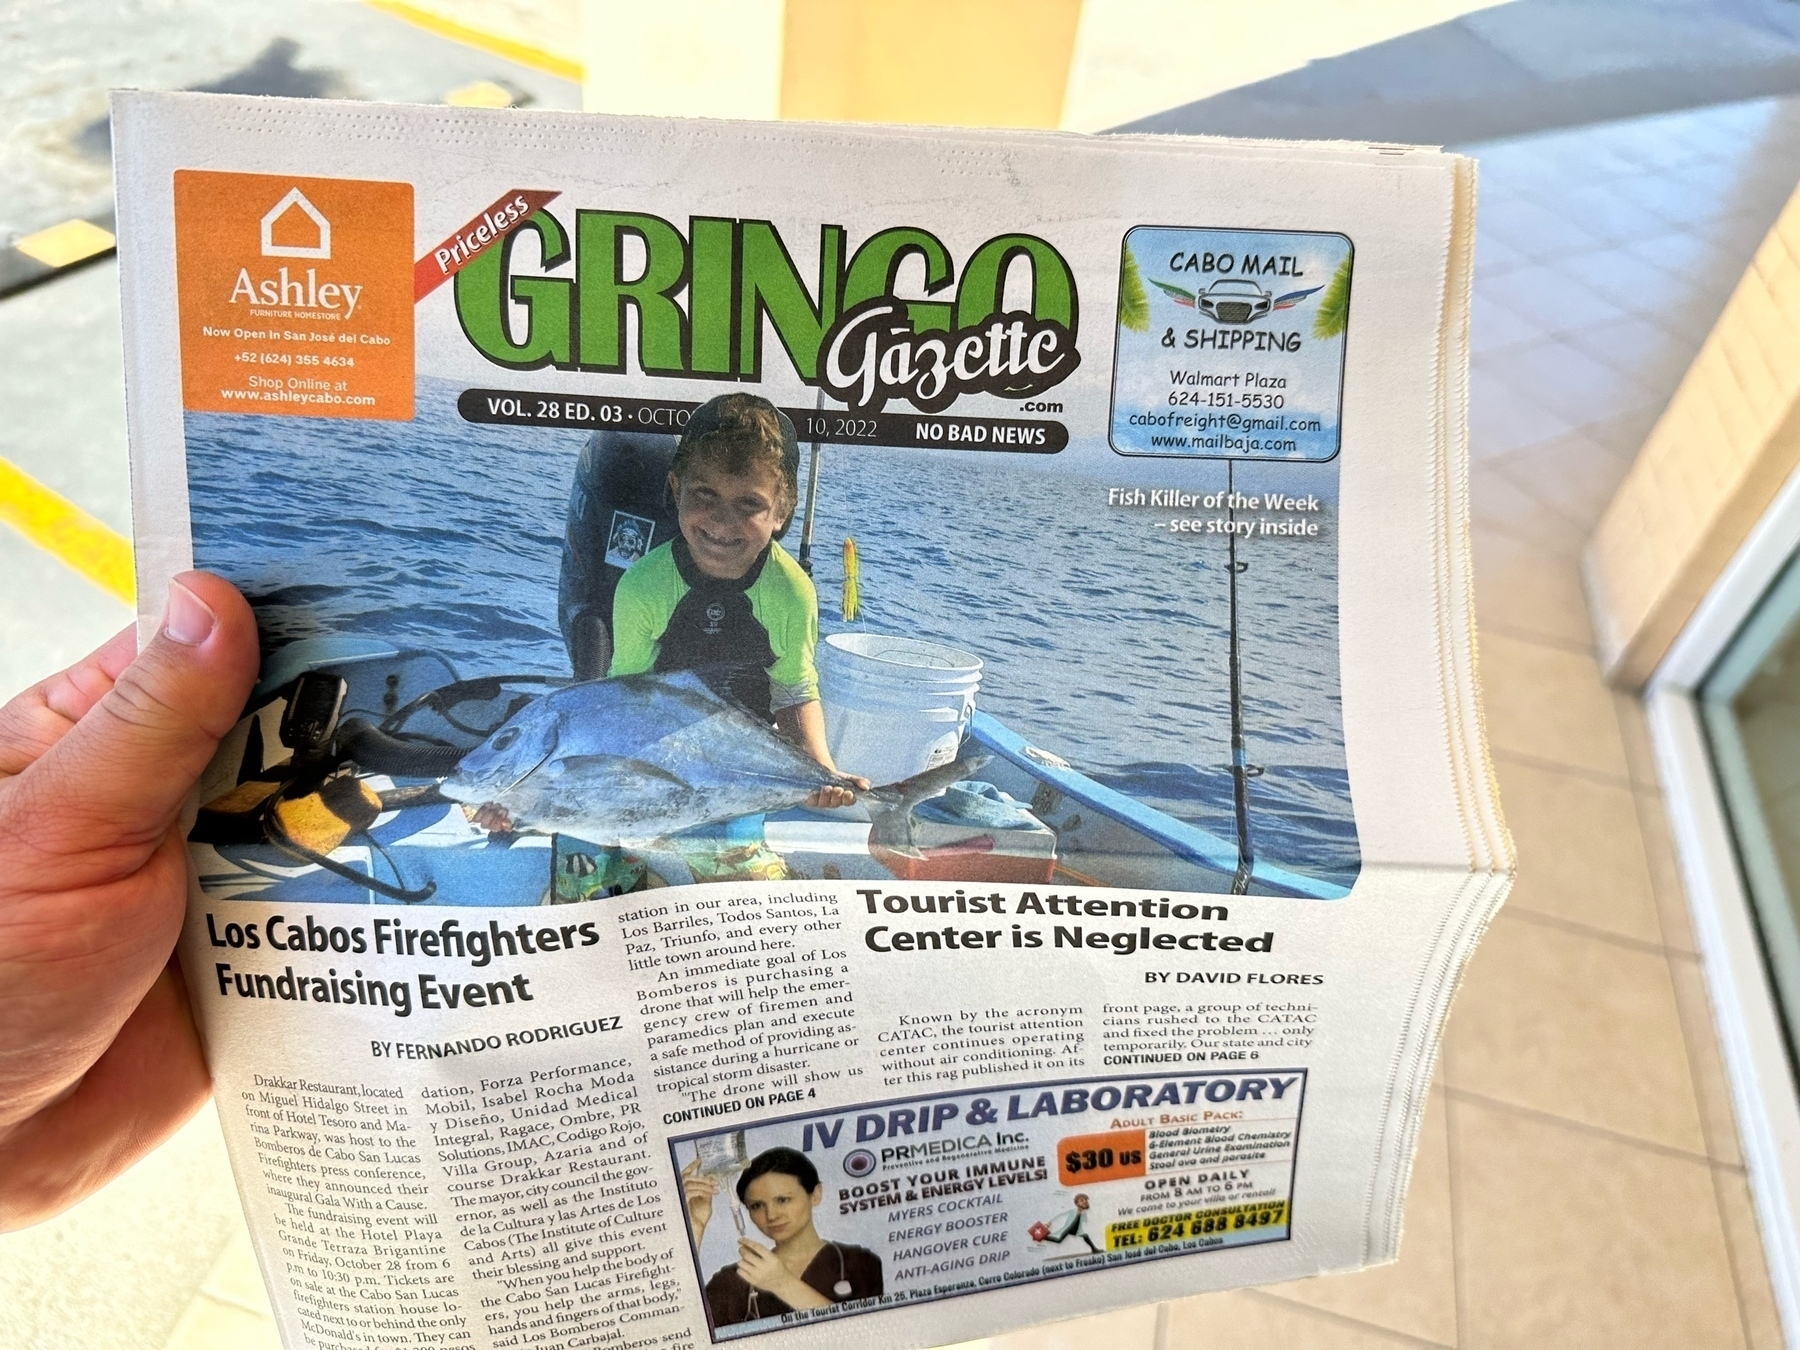 Ashley
FURNITURE HOMESTORE
Now Open In San José del Cabo
+52 (624) 355 4634
Shop Online at
www.ashleycabo.com
Priceless
GRINGO
Gazette
.com
VOL. 28 ED. 03 · OCTO 10, 2022 NO BAD NEWS
CABO MAIL
& SHIPPING
Walmart Plaza
624-151-5530
cabofreight@gmail.com
www.mailbaja.com
Fish Killer of the Week
– see story inside
Los Cabos Firefighters
Fundraising Event
BY FERNANDO RODRIGUEZ
Drakkar Restaurant, located
on Miguel Hidalgo Street in
front of Hotel Tesoro and Ma-
rina Parkway, was host to the
Bomberos de Cabo San Lucas
Firefighters press conference,
where they announced their
inaugural Gala With a Cause.
The fundraising event will
be held at the Hotel Playa
Grande Terraza Brigantine
on Friday, October 28 from 6
p.m to 10:30 p.m. Tickets are
on sale at the Cabo San Lucas
firefighters station house lo-
cated next to or behind the only
McDonald's in town. They can
be purchased for
dation, Forza Performance,
Mobil, Isabel Rocha Moda
y Diseño, Unidad Medical
Integral, Ragace, Ombre, PR
Solutions, IMAC, Codigo Rojo,
Villa Group, Azaria and of
course Drakkar Restaurant.
The mayor, city council the gov-
ernor, as well as the Instituto
de la Cultura y las Artes de Los
Cabos (The Institute of Culture
and Arts) all give this event
their blessing and support.
"When you help the body of
the Cabo San Lucas Firefight-
ers, you help the arms, legs,
hands and fingers of that body,"
said Los Bomberos Comman-
Juan Carbajal.
Bomberos send
fire
station in our area, including
Los Barriles, Todos Santos, La
Paz, Triunfo, and every other
little town around here.
An immediate goal of Los
Bomberos is purchasing a
drone that will help the emer-
gency crew of firemen and
paramedics plan and execute
a safe method of providing as-
sistance during a hurricane or
tropical storm disaster.
"The drone will show us
CONTINUED ON PAGE 4
Tourist Attention
Center is Neglected
BY DAVID FLORES
Known by the acronym
CATAC, the tourist attention
center continues operating
without air conditioning. Af-
ter this rag published it on its
front page, a group of techni-
cians rushed to the CATAC
and fixed the problem ... only
temporarily. Our state and city
CONTINUED ON PAGE 6
IV DRIP & LABORATORY
PRMEDICA Inc.
Preventive and Regenerative Medicine
BOOST YOUR IMMUNE
SYSTEM & ENERGY LEVELS!
MYERS COCKTAIL
ENERGY BOOSTER
HANGOVER CURE
ANTI-AGING DRIP
ADULT BASIC PACK:
$30 US
Blood Biometry
6-Element Blood Chemistry
General Urine Examination
Stool ova and parasite
OPEN DAILY
FROM 8 AM TO 6 PM
We come to your villa or rental!
FREE DOCTOR CONSULTATION
TEL: 624 688 8497
On the Tourist Corridor Km 25, Plaza Esperanza, Cerro Colorado (next to Fresko) San José del Cabo, Los Cabos